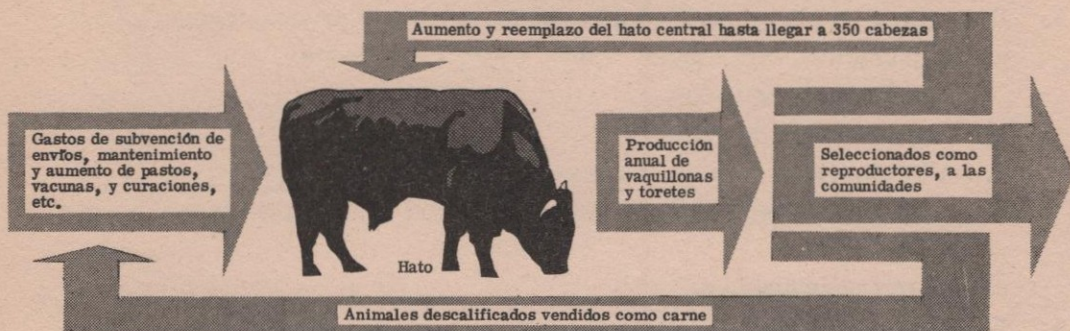 Aumento y reemplazo del hato central hasta llegar a 350 cabezas
Gastos de subvención de
envíos, mantenimiento
y aumento de pastos,
vacunas, y curaciones,
etc.
Hato
Producción
anual de
vaquillonas
y toretes
Seleccionados como
reproductores, a las
comunidades
Animales descalificados vendidos como carne